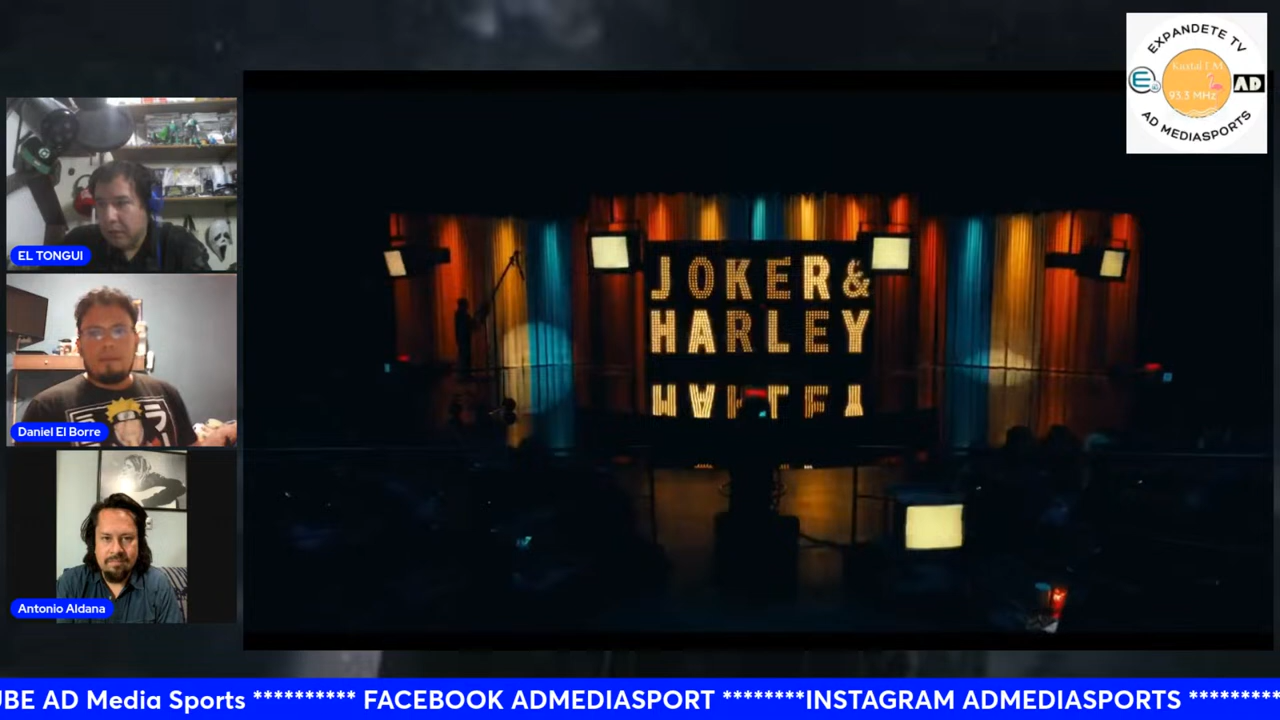 EXPANDETE TV
Kaztal F.M
93.3 MHz
E
AD
AD MEDIASPORTS
JOKER &
HARLEY
EL TONGUI
Daniel El Borre
Antonio Aldana
UBE AD Media Sports ********** FACEBOOK ADMEDIASPORT ********INSTAGRAM ADMEDIASPORTS *********